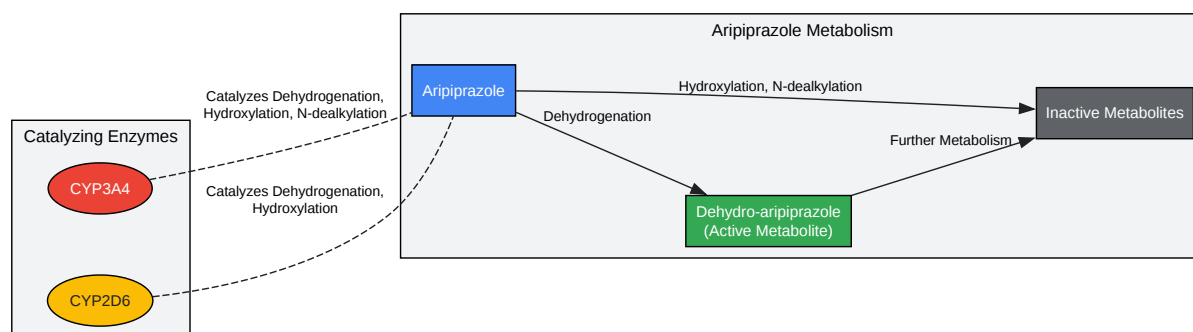 Aripiprazole Metabolism
Aripiprazole
Hydroxylation, N-dealkylation
Inactive Metabolites
Catalyzes Dehydrogenation,
Hydroxylation, N-dealkylation
Dehydrogenation
Further Metabolism
Catalyzing Enzymes
CYP3A4
Catalyzes Dehydrogenation,
Hydroxylation
Dehydro-aripiprazole
(Active Metabolite)
CYP2D6